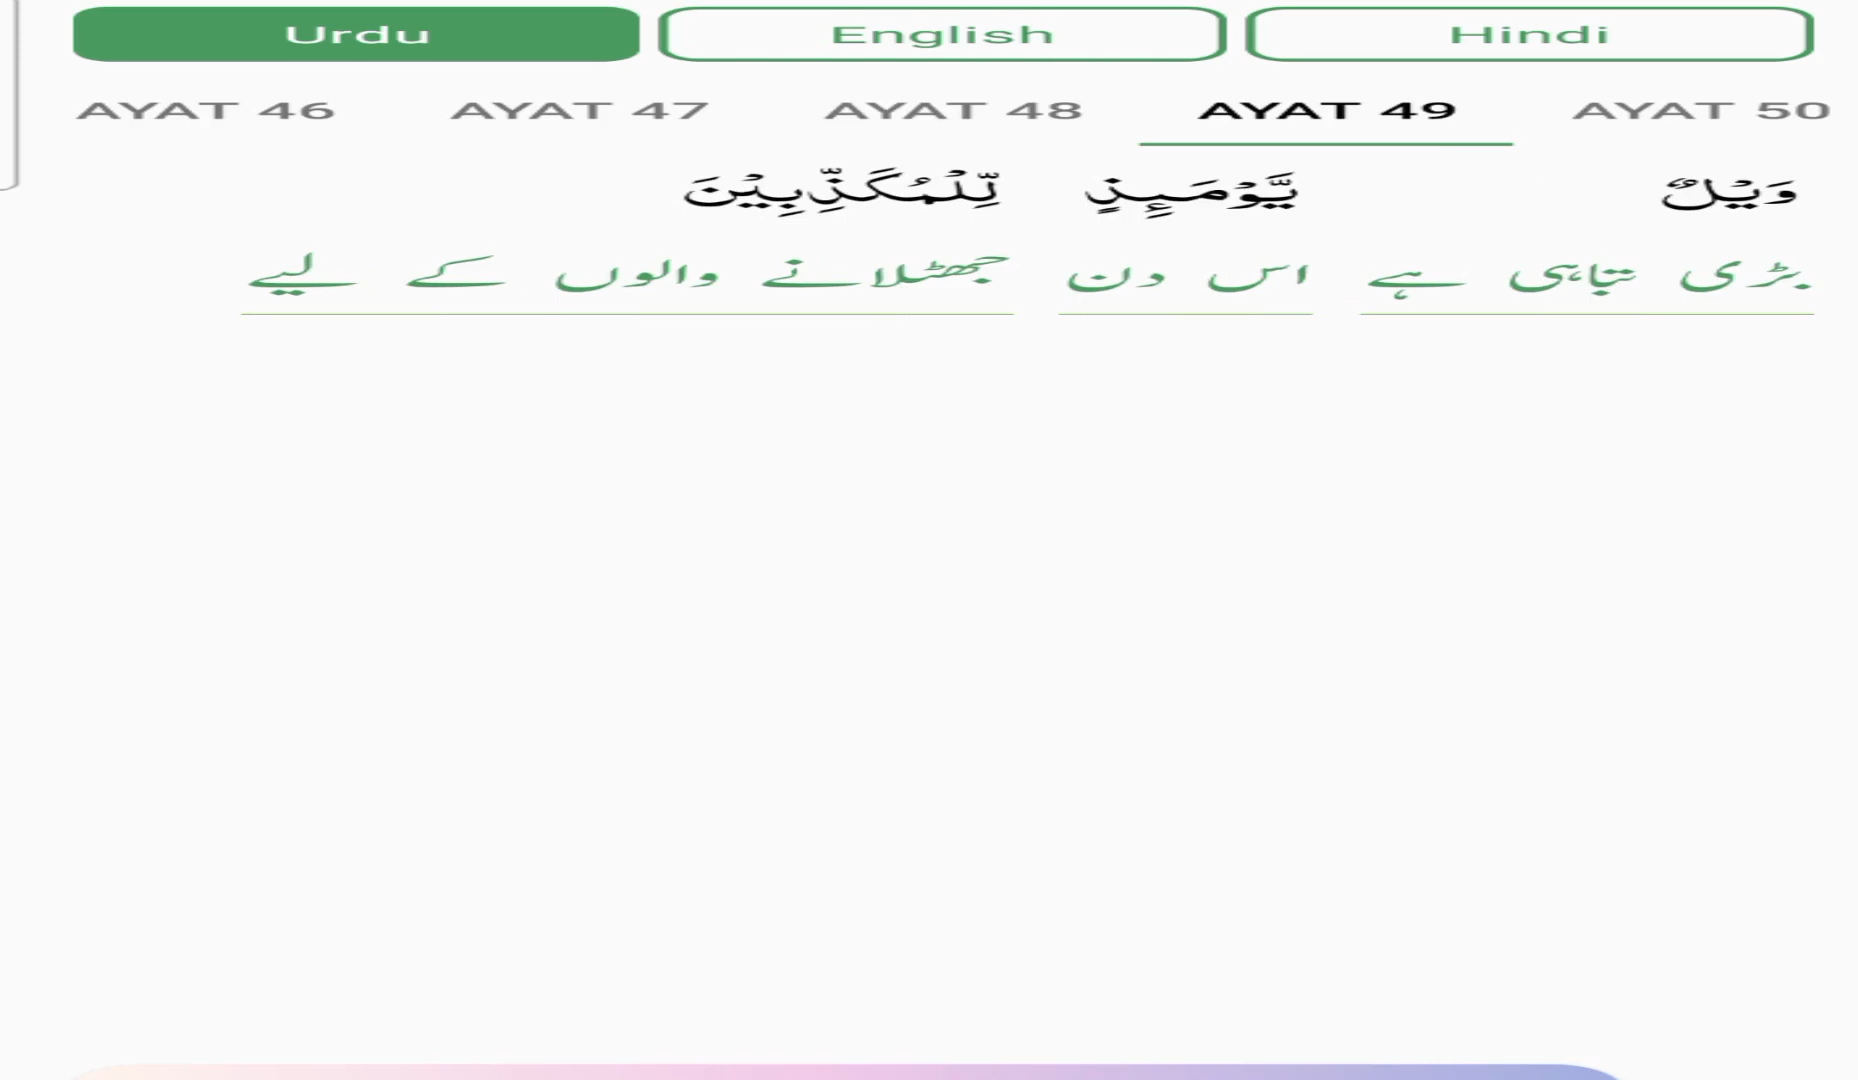 Urdu English Hindi
AYAT 46 AYAT 47 AYAT 48 AYAT 49 AYAT 50
وَيْلٌ يَّوْمَىِٕذٍ لِّلْمُكَذِّبِيْنَ
بڑی تباہی ہے اس دن جھٹلانے والوں کے لیے